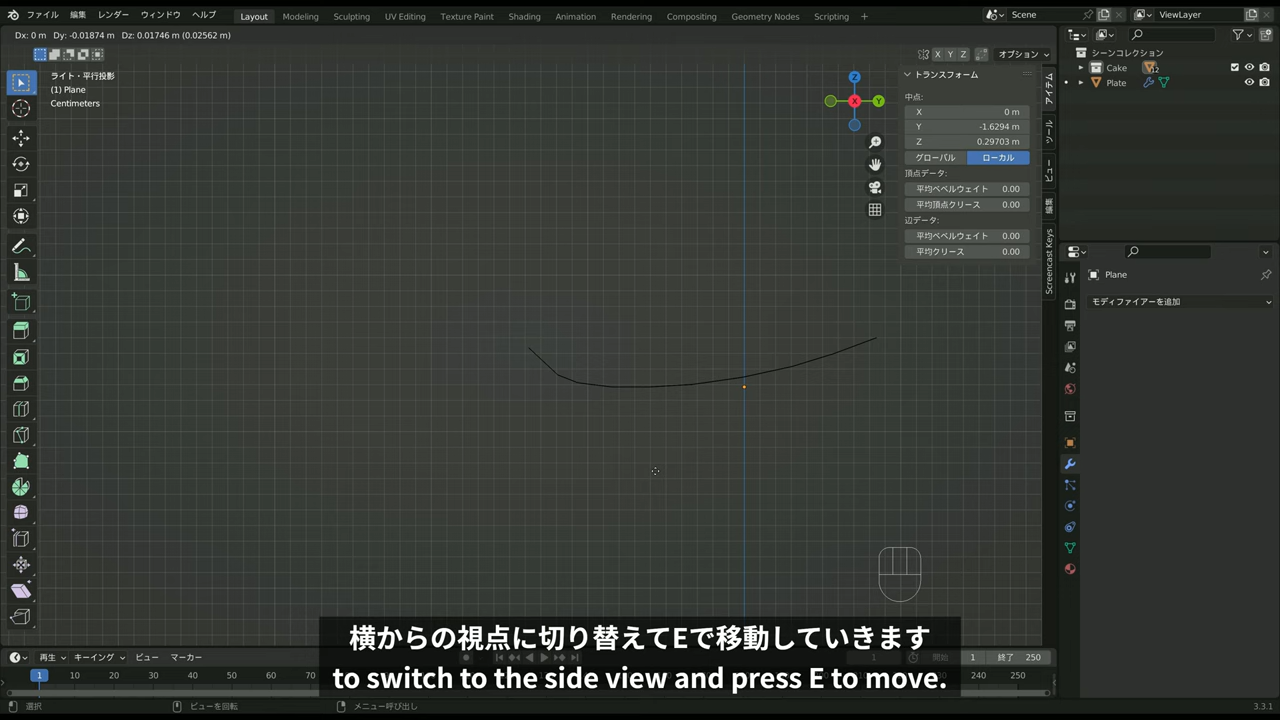 ファイル 編集 レンダー ウィンドウ ヘルプ Layout Modeling Sculpting UV Editing Texture Paint Shading Animation Rendering Compositing Geometry Nodes Scripting Scene ViewLayer
Dx: 0 m Dy: -0.01874 m Dz: 0.01746 m (0.02562 m)
X Y Z オプション
ライト・平行投影
(1) Plane
Centimeters
Z
X
Y
トランスフォーム
中点:
X 0 m
Y -1.6294 m
Z 0.29703 m
グローバル ローカル
頂点データ:
平均ベベルウェイト 0.00
平均頂点クリース 0.00
辺データ:
平均ベベルウェイト 0.00
平均クリース 0.00
アイテム
ツール
ビュー
編集
Screencast Keys
シーンコレクション
Cake 12
Plate
Plane
モディファイアーを追加
横からの視点に切り替えてEで移動していきます
to switch to the side view and press E to move.
再生 キーイング ビュー マーカー 1 開始 1 終了 250
1 10 220 230 240 250
選択 ビューを回転 メニュー呼び出し 3.3.1